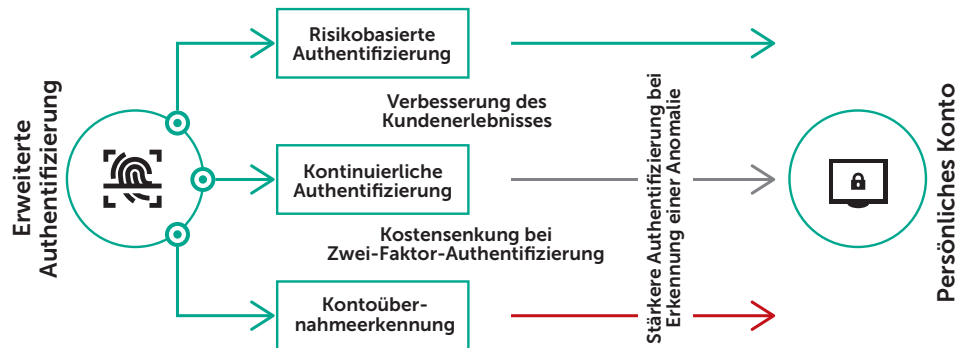 Erweiterte
Authentifizierung
Risikobasierte
Authentifizierung
Verbesserung des
Kundenerlebnisses
Kontinuierliche
Authentifizierung
Kostensenkung bei
Zwei-Faktor-Authentifizierung
Kontoüber-
nahmeerkennung
Stärkere Authentifizierung bei
Erkennung einer Anomalie
Persönliches Konto